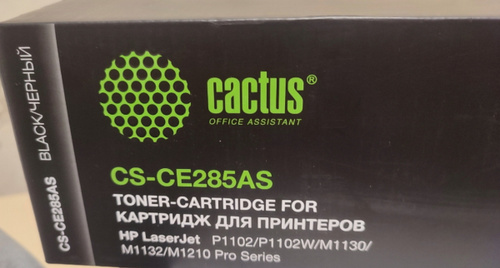 CS-CE285AS BLACK/ЧЕРНЫЙ
cactus®
OFFICE ASSISTANT
CS-CE285AS
TONER-CARTRIDGE FOR
КАРТРИДЖ ДЛЯ ПРИНТЕРОВ
HP LaserJet P1102/P1102W/M1130/
M1132/M1210 Pro Series